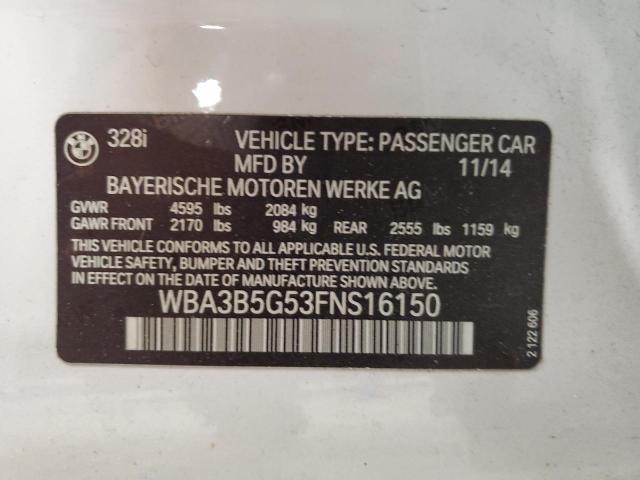 BMW
328i VEHICLE TYPE: PASSENGER CAR
MFD BY 11/14
BAYERISCHE MOTOREN WERKE AG
GVWR 4595 lbs 2084 kg
GAWR FRONT 2170 lbs 984 kg REAR 2555 lbs 1159 kg
THIS VEHICLE CONFORMS TO ALL APPLICABLE U.S. FEDERAL MOTOR
VEHICLE SAFETY, BUMPER AND THEFT PREVENTION STANDARDS
IN EFFECT ON THE DATE OF MANUFACTURE SHOWN ABOVE.
WBA3B5G53FNS16150
2 122 606